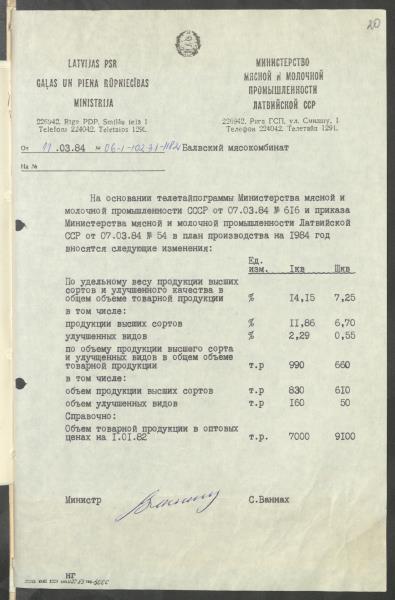 20
LATVIJAS PSR
GAĻAS UN PIENA RŪPNIECĪBAS
MINISTRIJA
226942, Rīga PDP, Smilšu ielā 1
Telefons 224042. Teletaips 1291.
МИНИСТЕРСТВО
МЯСНОЙ И МОЛОЧНОЙ
ПРОМЫШЛЕННОСТИ
ЛАТВИЙСКОЙ ССР
226942, Рига ГСП, ул. Смилшу, 1
Телефон 224042. Телетайп 1291.
От 11.03.84 № 06-1-102-31-1182 Балвский мясокомбинат
На №
На основании телетайпограммы Министерства мясной и
молочной промышленности СССР от 07.03.84 № 616 и приказа
Министерства мясной и молочной промышленности Латвийской
ССР от 07.03.84 № 54 в план производства на 1984 год
вносятся следующие изменения:
Ед.
изм. Iкв Пкв
По удельному весу продукции высших
сортов и улучшенного качества в
общем объеме товарной продукции % 14,15 7,25
в том числе:
продукции высших сортов % 11,86 6,70
улучшенных видов % 2,29 0,55
по объему продукции высшего сорта
и улучшенных видов в общем объеме
товарной продукции т.р 990 660
в том числе:
объем продукции высших сортов т.р 830 610
объем улучшенных видов т.р 160 50
Справочно:
Объем товарной продукции в оптовых
ценах на 1.01.82 т.р. 7000 9100
Министр С.Ванмах
НГ